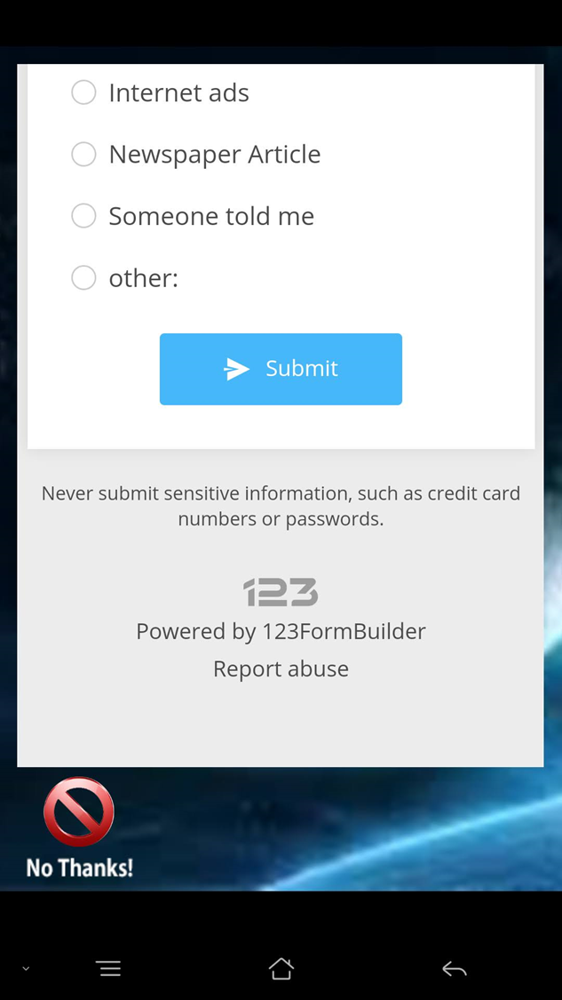 Internet ads
Newspaper Article
Someone told me
other:
Submit
Never submit sensitive information, such as credit card
numbers or passwords.
123
Powered by 123FormBuilder
Report abuse
No Thanks!